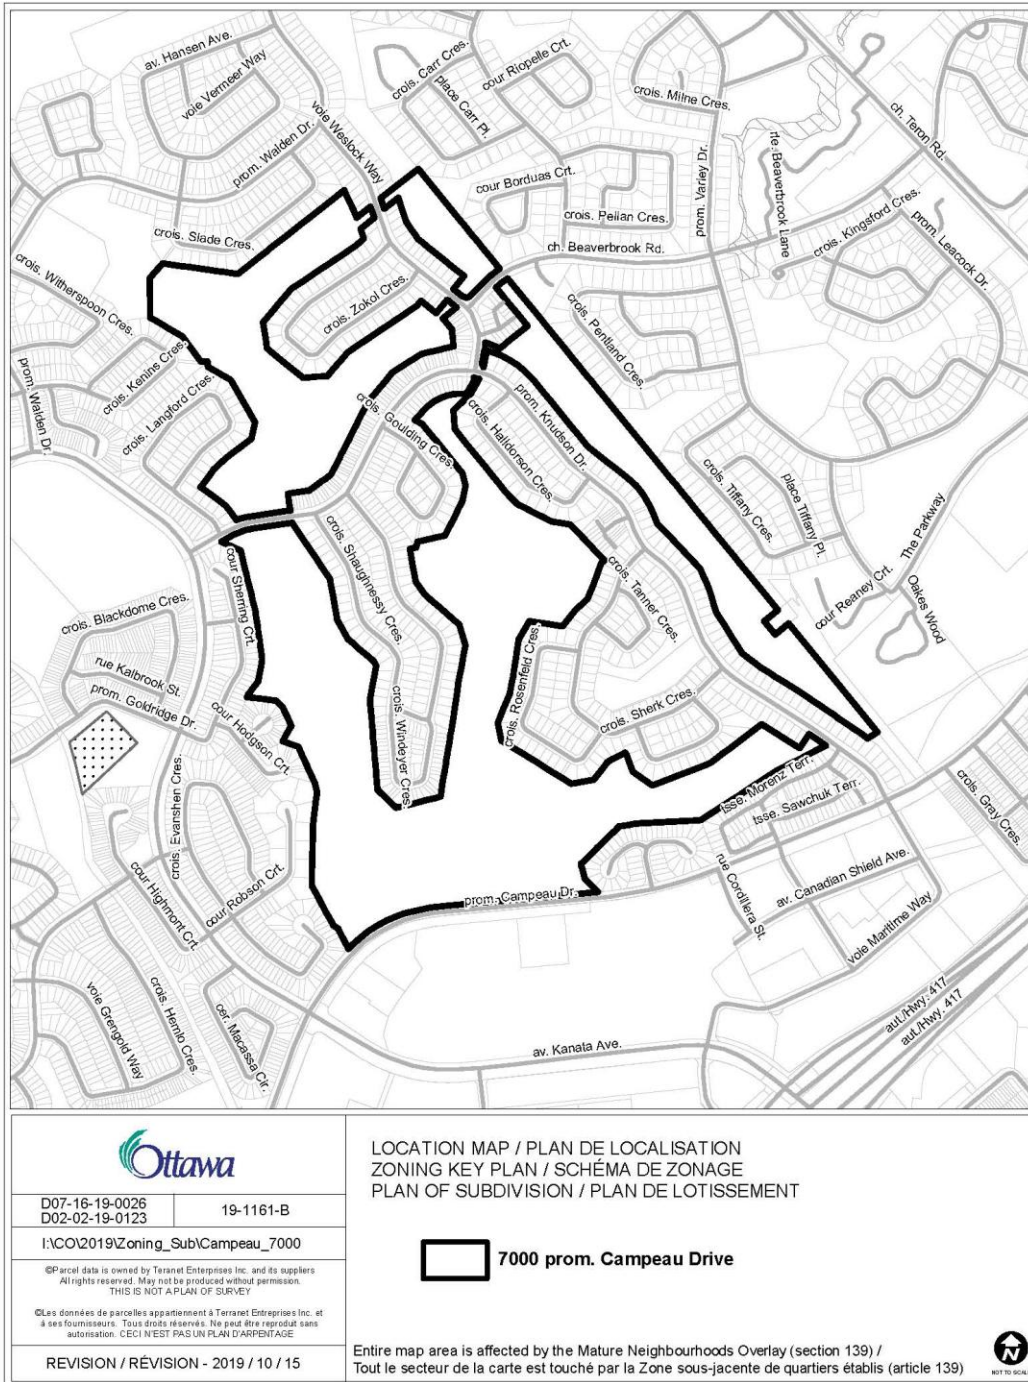 av. Hansen Ave.
voie Vermeer Way
prom. Walden Dr.
voie Weslock Way
crois. Carr Cres.
place Carr Pl.
cour Riopelle Crt.
crois. Milne Cres.
ch. Teron Rd.
rte. Beaverbrook Lane
prom. Varley Dr.
cour Borduas Crt.
crois. Pellan Cres.
ch. Beaverbrook Rd.
crois. Kingsford Cres.
prom. Leacock Dr.
crois. Slade Cres.
crois. Witherspoon Cres.
crois. Zokol Cres.
crois. Pentland Cres.
crois. Kenins Cres.
prom. Walden Dr.
crois. Langford Cres.
crois. Goulding Cres.
prom. Knudson Dr.
crois. Halldorson Cres.
crois. Tiffany Cres.
place Tiffany Pl.
The Parkway
crois. Shaughnessy Cres.
cour Sherring Crt.
crois. Tanner Cres.
cour Reaney Crt.
Oakes Wood
crois. Blackdome Cres.
rue Kalbrook St.
prom. Goldridge Dr.
crois. Rosenfeld Cres.
crois. Sherk Cres.
cour Hodgson Crt.
crois. Windeyer Cres.
tsse. Morenz Terr.
tsse. Sawchuk Terr.
crois. Gray Cres.
crois. Evanshen Cres.
cour Highmont Crt.
cour Robson Crt.
prom. Campeau Dr.
rue Cordillera St.
av. Canadian Shield Ave.
voie Maritime Way
voie Grengold Way
crois. Hemlo Cres.
cer. Macassa Cir.
av. Kanata Ave.
aut./Hwy. 417
aut./Hwy. 417
Ottawa
D07-16-19-0026
D02-02-19-0123
19-1161-B
I:\CO\2019\Zoning_Sub\Campeau_7000
©Parcel data is owned by Teranet Enterprises Inc. and its suppliers
All rights reserved. May not be produced without permission.
THIS IS NOT A PLAN OF SURVEY
©Les données de parcelles appartiennent à Terranet Entreprises Inc. et
à ses fournisseurs. Tous droits réservés. Ne peut être reproduit sans
autorisation. CECI N'EST PAS UN PLAN D'ARPENTAGE
REVISION / RÉVISION - 2019 / 10 / 15
LOCATION MAP / PLAN DE LOCALISATION
ZONING KEY PLAN / SCHÉMA DE ZONAGE
PLAN OF SUBDIVISION / PLAN DE LOTISSEMENT
7000 prom. Campeau Drive
Entire map area is affected by the Mature Neighbourhoods Overlay (section 139) /
Tout le secteur de la carte est touché par la Zone sous-jacente de quartiers établis (article 139)
N
NOT TO SCALE